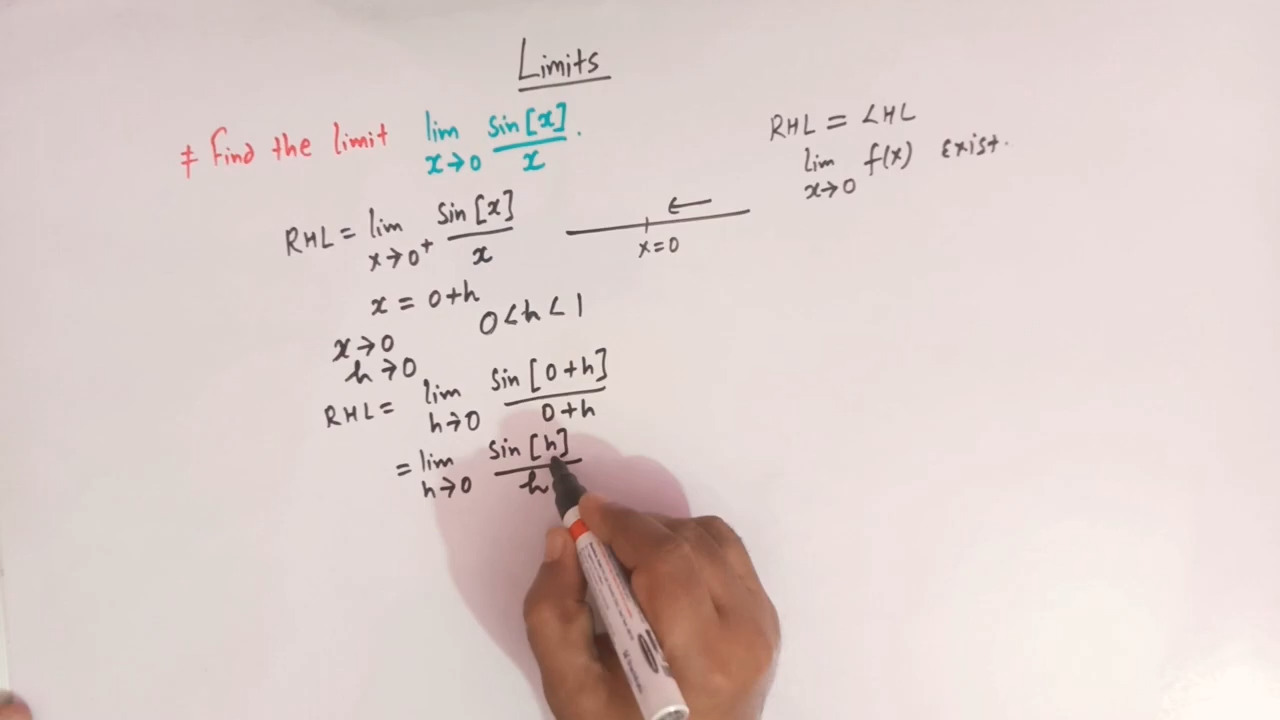 Limits
# Find the limit lim x→0 sin[x]/x.
RHL = LHL
lim x→0 f(x) exist.
RHL = lim x→0⁺ sin[x]/x
x=0
x = 0+h
0<h<1
x→0
h→0
RHL = lim h→0 sin[0+h]/0+h
= lim h→0 sin[h]/h